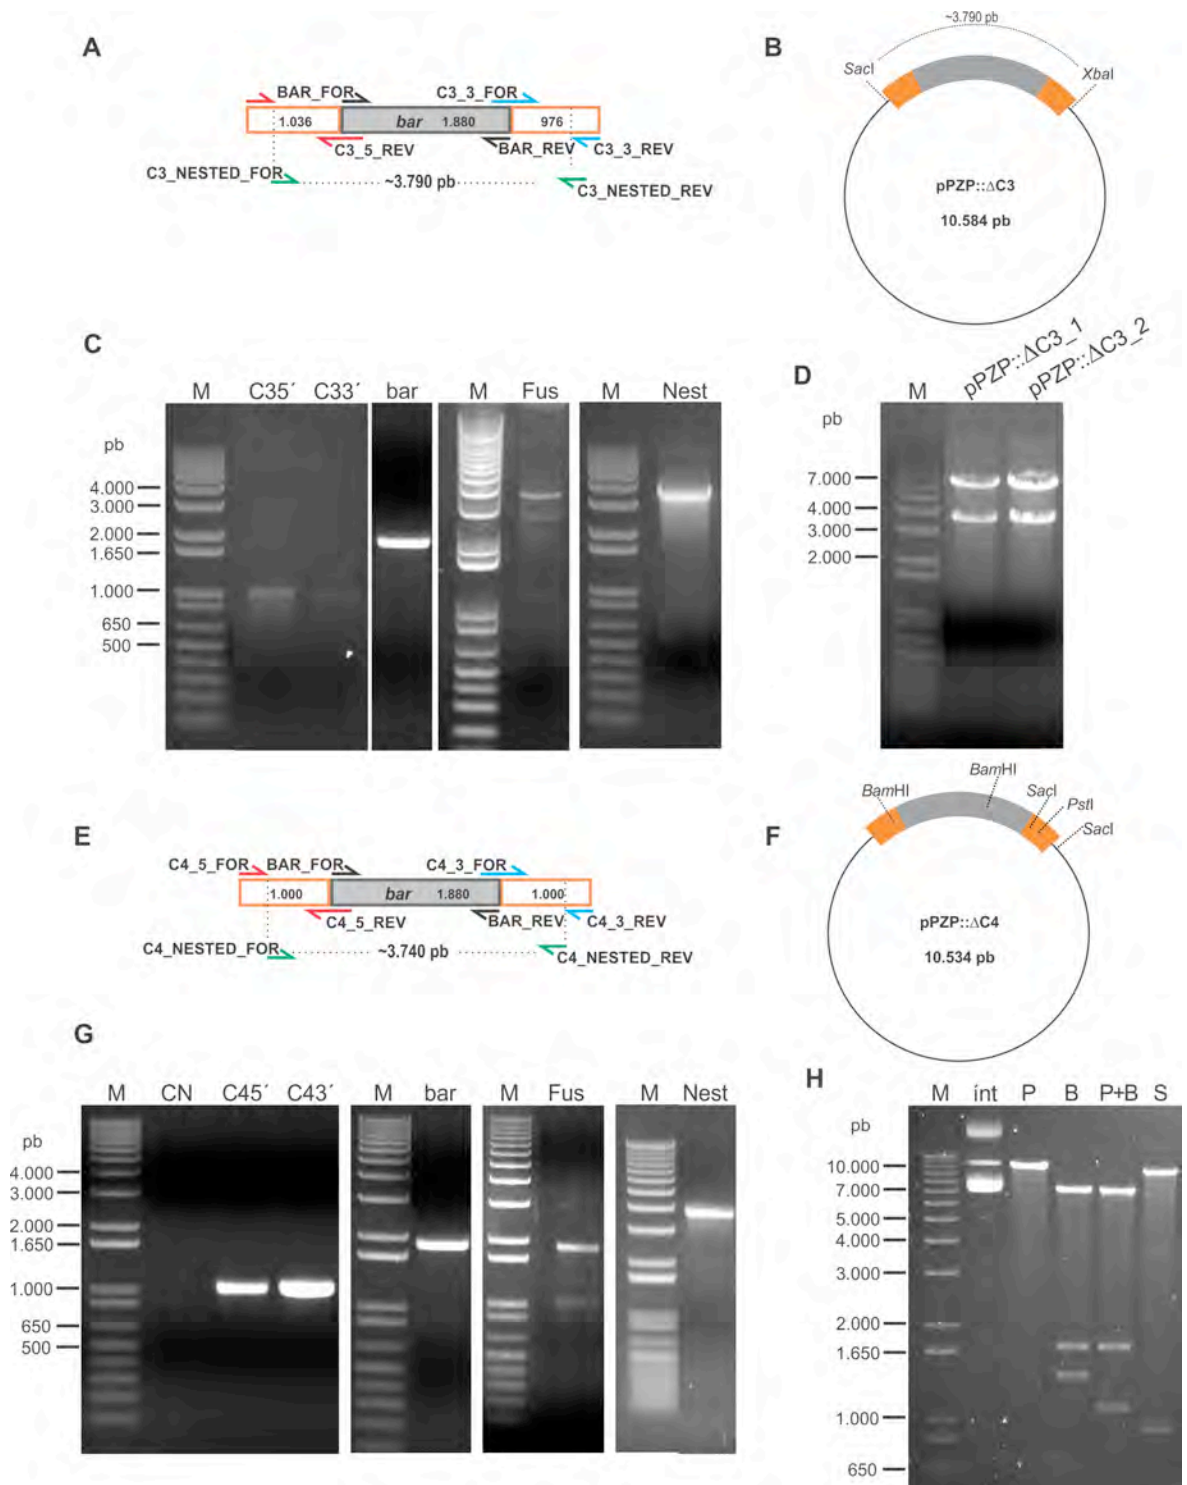 A
BAR_FOR C3_3_FOR
1.036 bar 1.880 976
C3_5_REV BAR_REV C3_3_REV
C3_NESTED_FOR ~3.790 pb C3_NESTED_REV
B
~3.790 pb
SacI XbaI
pPZP::ΔC3
10.584 pb
C
M C35´ C33´ bar M Fus M Nest
pb
4.000
3.000
2.000
1.650
1.000
650
500
D
M pPZP::ΔC3_1 pPZP::ΔC3_2
pb
7.000
4.000
3.000
2.000
E
C4_5_FOR BAR_FOR C4_3_FOR
1.000 bar 1.880 1.000
C4_5_REV BAR_REV C4_3_REV
C4_NESTED_FOR ~3.740 pb C4_NESTED_REV
F
BamHI
BamHI SacI
PstI
SacI
pPZP::ΔC4
10.534 pb
G
M CN C45´ C43´ M bar M Fus M Nest
pb
4.000
3.000
2.000
1.650
1.000
650
500
H
M int P B P+B S
pb
10.000
7.000
5.000
4.000
3.000
2.000
1.650
1.000
650